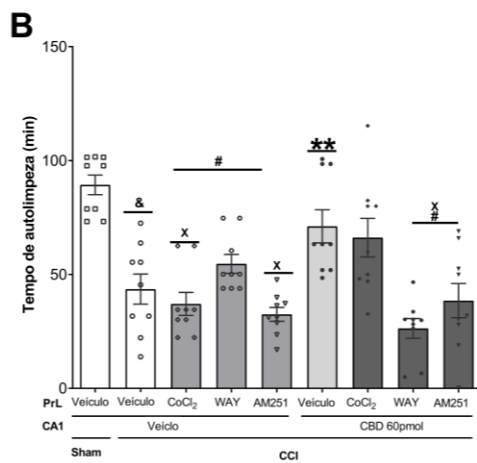 B
Tempo de autolimpeza (min)
150
100
50
0
&
x
#
x
**
x
#
PrL Veículo Veículo CoCl₂ WAY AM251 Veículo CoCl₂ WAY AM251
CA1 Veíclo CBD 60pmol
Sham CCI